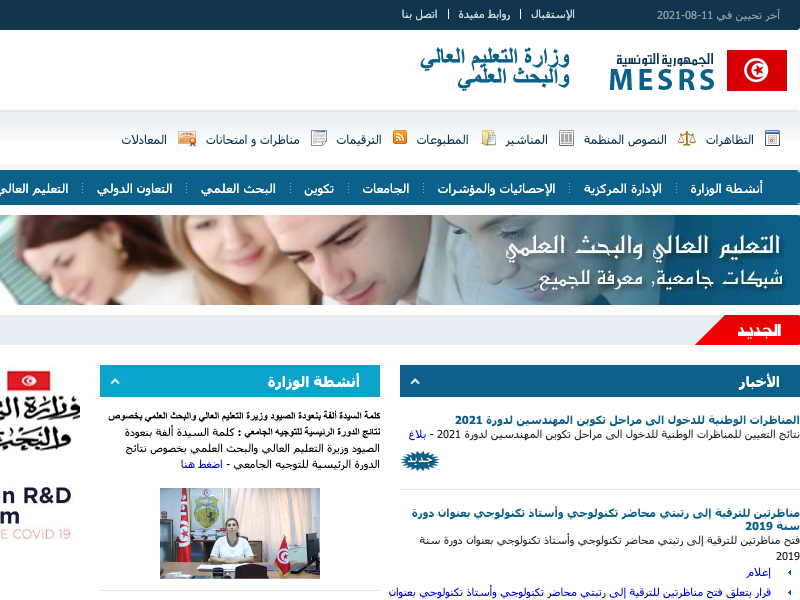 آخر تحيين في 11-08-2021
الإستقبال | روابط مفيدة | اتصل بنا
الجمهورية التونسية
MESRS
وزارة التعليم العالي
والبحث العلمي
التظاهرات
النصوص المنظمة
المناشير
المطبوعات
الترقيمات
مناظرات و امتحانات
المعادلات
أنشطة الوزارة
الإدارة المركزية
الإحصائيات والمؤشرات
الجامعات
تكوين
البحث العلمي
التعاون الدولي
التعليم العالي
التعليم العالي والبحث العلمي
شبكات جامعية, معرفة للجميع
الجديد
الأخبار
المناظرات الوطنية للدخول الى مراحل تكوين المهندسين لدورة 2021
نتائج التعيين للمناظرات الوطنية للدخول الى مراحل تكوين المهندسين لدورة 2021 - بلاغ
جديد
مناظرتين للترقية إلى رتبتي محاضر تكنولوجي وأستاذ تكنولوجي بعنوان دورة
سنة 2019
فتح مناظرتين للترقية إلى رتبتي محاضر تكنولوجي وأستاذ تكنولوجي بعنوان دورة سنة
2019
إعلام
قرار يتعلق فتح مناظرتين للترقية إلى رتبتي محاضر تكنولوجي وأستاذ تكنولوجي بعنوان
أنشطة الوزارة
كلمة السيدة ألفة بنعودة الصيود وزيرة التعليم العالي والبحث العلمي بخصوص
نتائج الدورة الرئيسية للتوجيه الجامعي : كلمة السيدة ألفة بنعودة
الصيود وزيرة التعليم العالي والبحث العلمي بخصوص نتائج
الدورة الرئيسية للتوجيه الجامعي - اضغط هنا
n R&D
m
E COVID 19